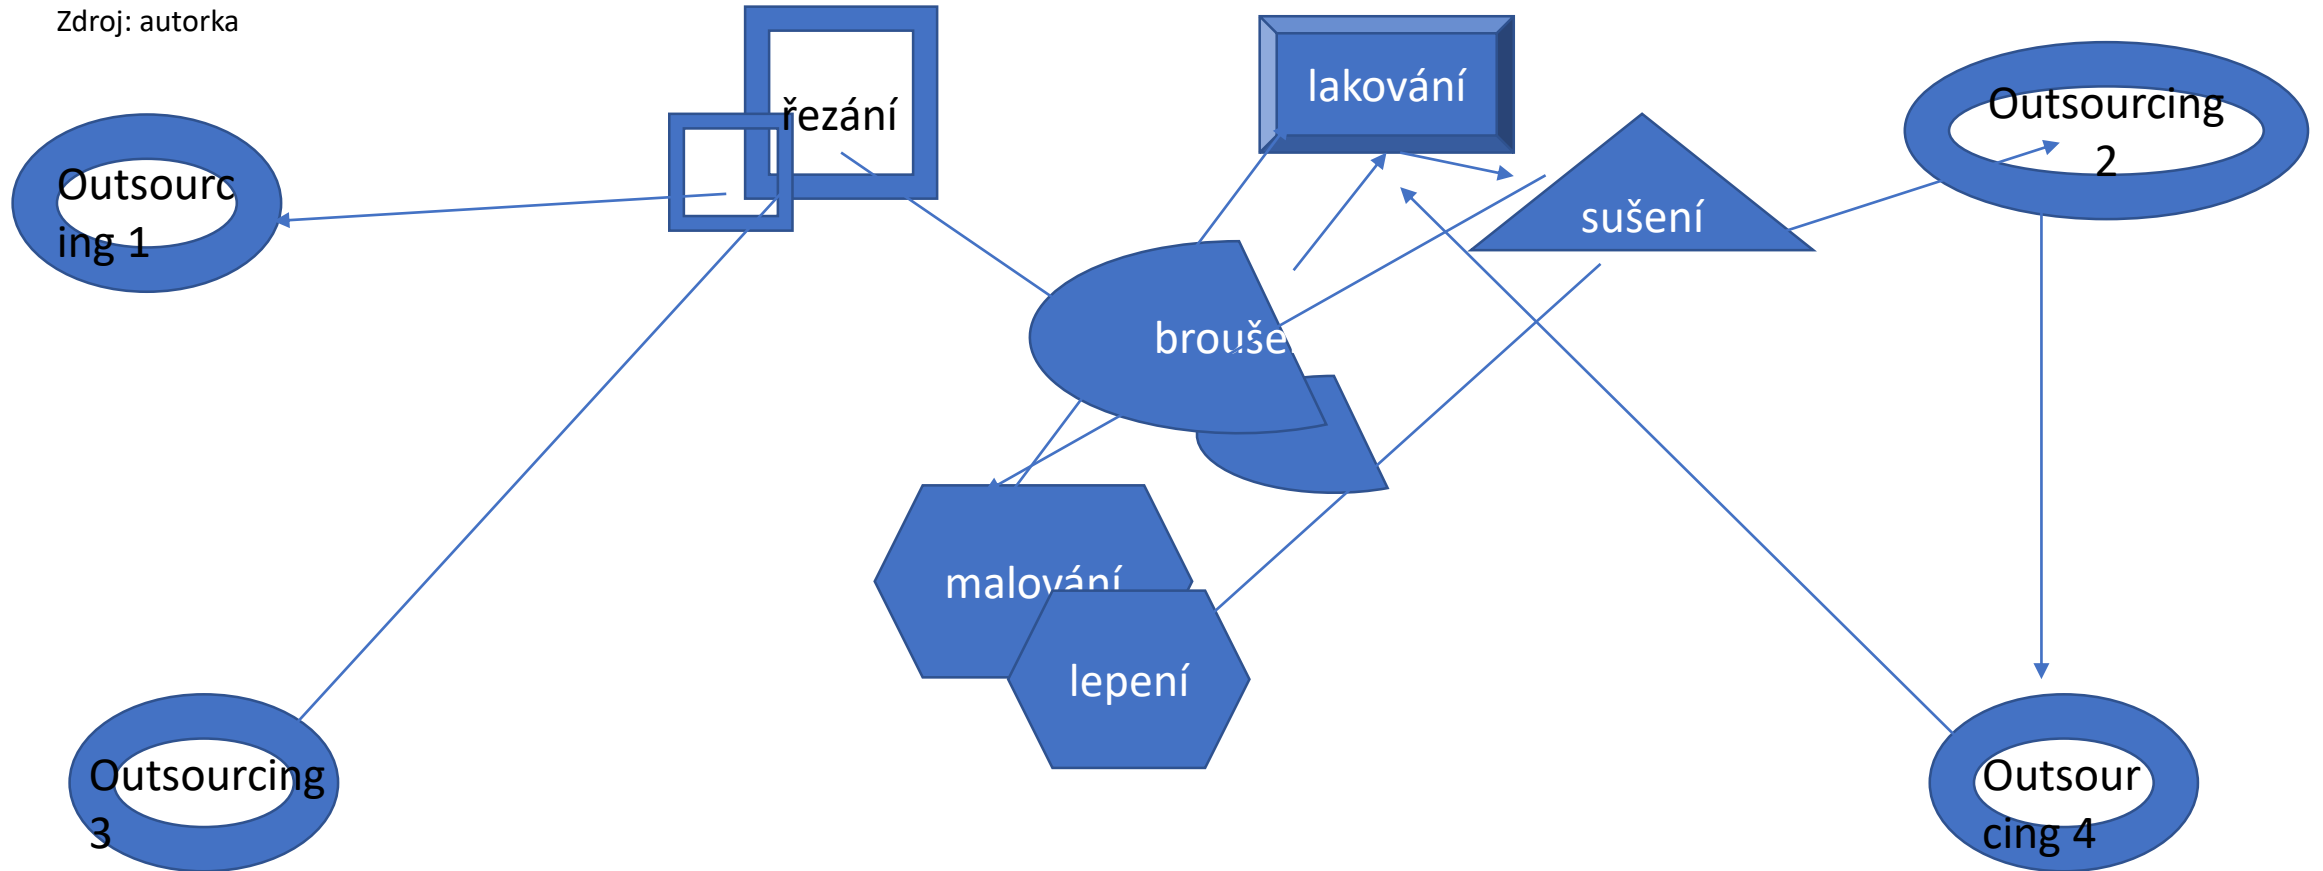 Zdroj: autorka
řezání
lakování
Outsourcing
2
Outsourc
ing 1
sušení
brouše
malování
lepení
Outsourcing
3
Outsour
cing 4